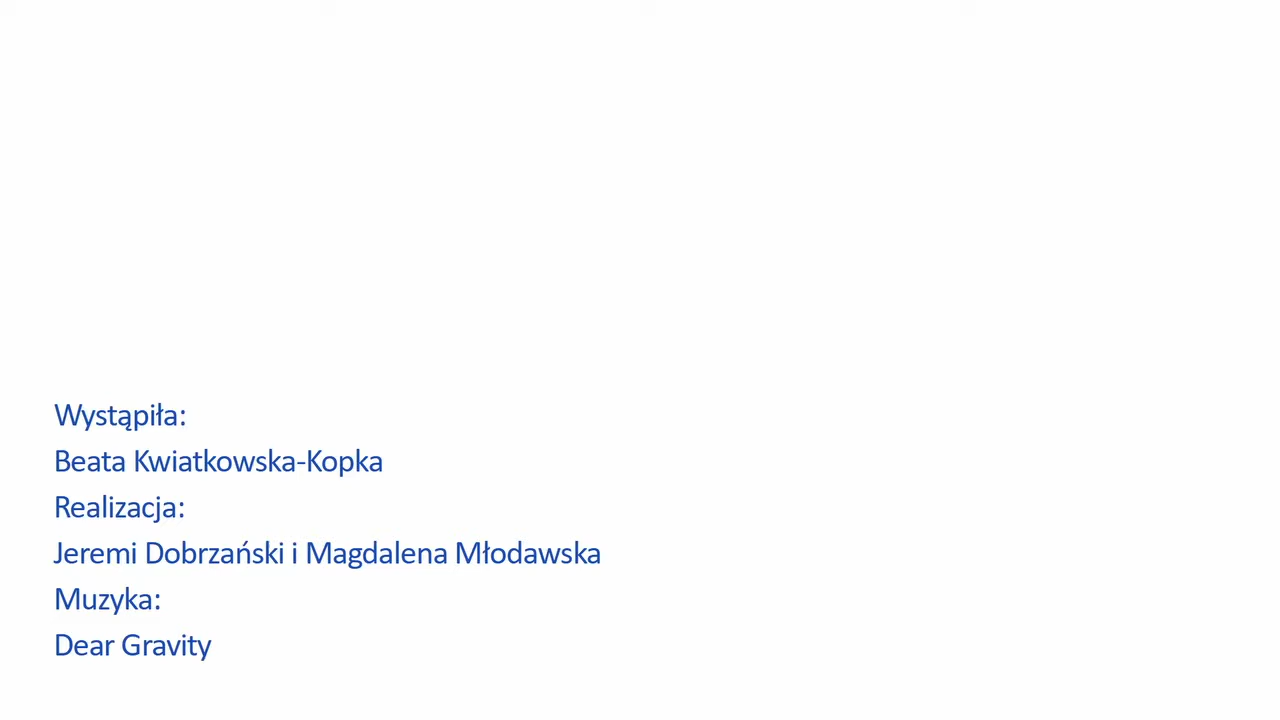 Wystąpiła:
Beata Kwiatkowska-Kopka
Realizacja:
Jeremi Dobrzański i Magdalena Młodawska
Muzyka:
Dear Gravity